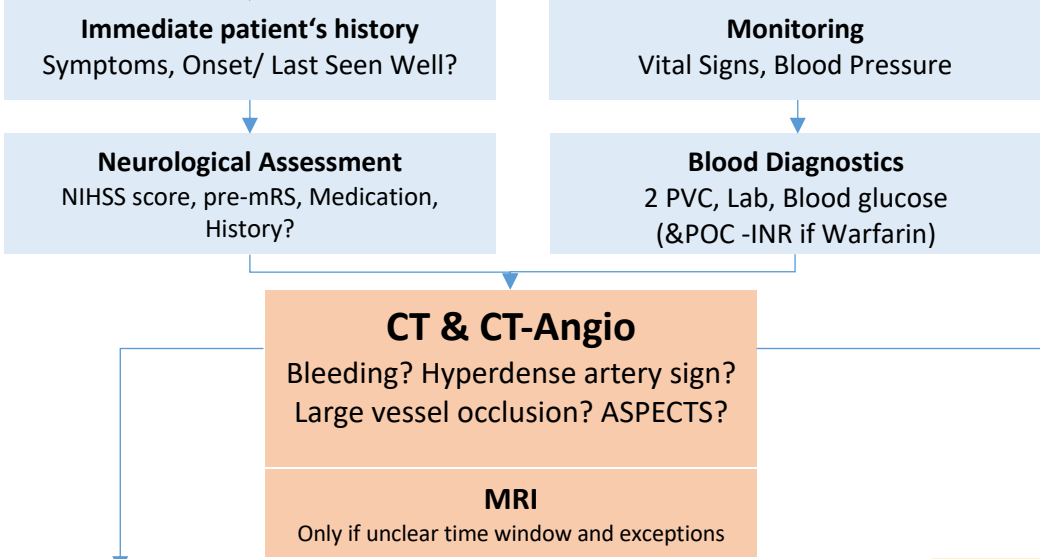 Immediate patient‘s history
Symptoms, Onset/ Last Seen Well?
Monitoring
Vital Signs, Blood Pressure
Neurological Assessment
NIHSS score, pre-mRS, Medication,
History?
Blood Diagnostics
2 PVC, Lab, Blood glucose
(&POC -INR if Warfarin)
CT & CT-Angio
Bleeding? Hyperdense artery sign?
Large vessel occlusion? ASPECTS?
MRI
Only if unclear time window and exceptions